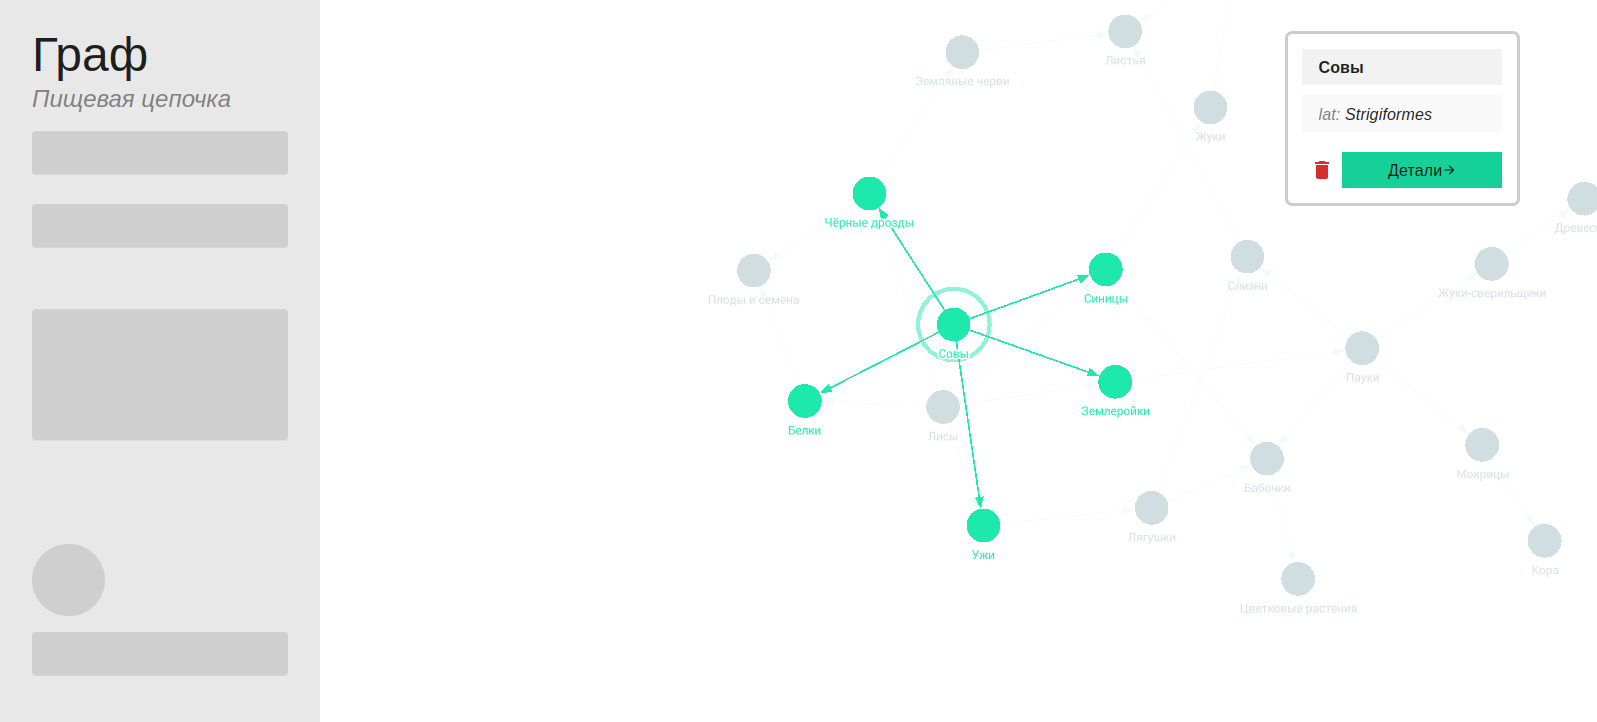 Граф
Пищевая цепочка
Земляные черви
Листья
Жуки
Чёрные дрозды
Плоды и семена
Синицы
Слизни
Жуки-сверильщики
Совы
Пауки
Белки
Лисы
Землеройки
Бабочки
Мокрицы
Лягушки
Ужи
Кора
Цветковые растения
Совы
lat: Strigiformes
Детали→